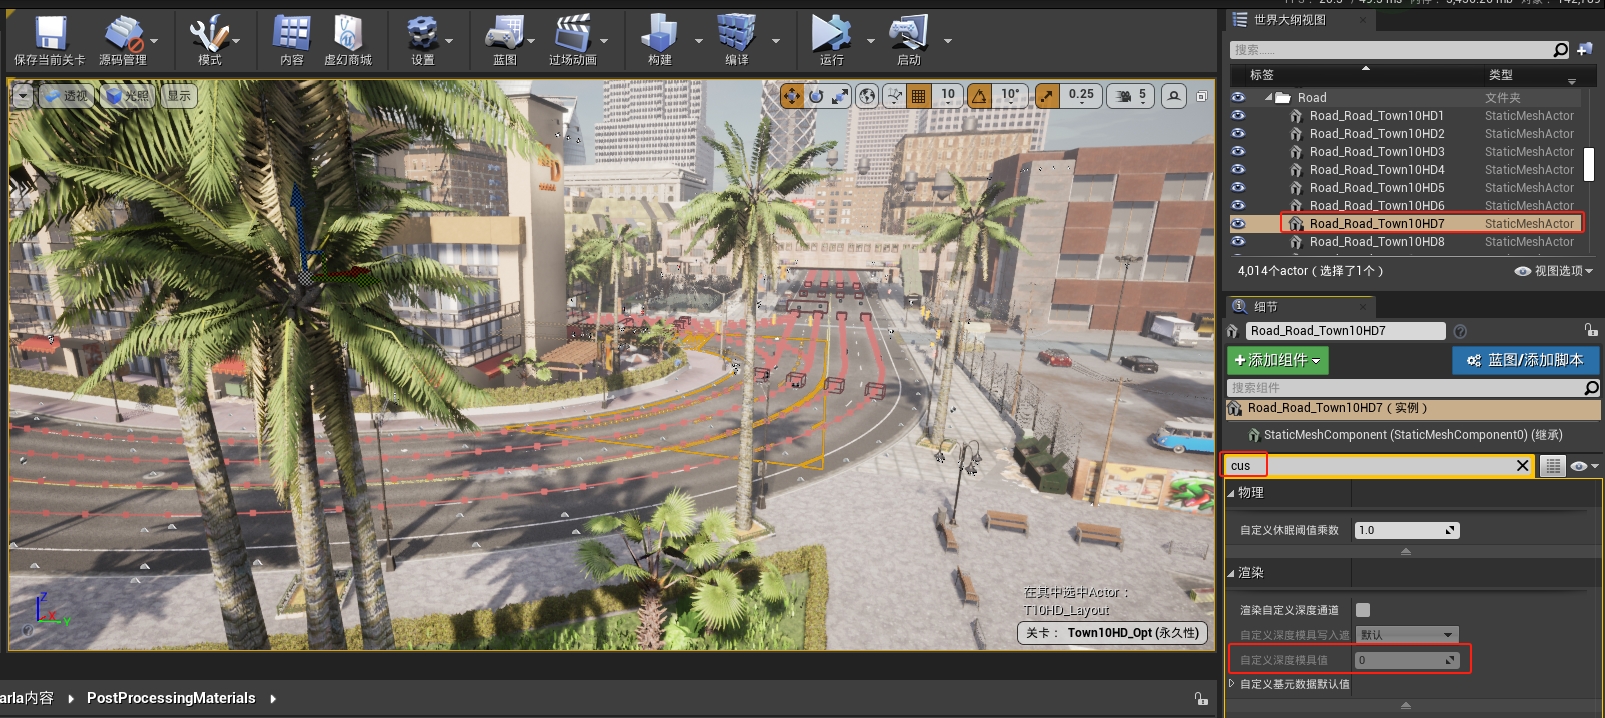 保存当前关卡
源码管理
模式
内容
虚幻商城
设置
蓝图
过场动画
构建
编译
运行
启动
透视
光照
显示
10
10°
0.25
5
在其中选中Actor：
T10HD_Layout
关卡： Town10HD_Opt (永久性)
arla内容
PostProcessingMaterials
世界大纲视图
搜索......
标签 类型
Road 文件夹
Road_Road_Town10HD1 StaticMeshActor
Road_Road_Town10HD2 StaticMeshActor
Road_Road_Town10HD3 StaticMeshActor
Road_Road_Town10HD4 StaticMeshActor
Road_Road_Town10HD5 StaticMeshActor
Road_Road_Town10HD6 StaticMeshActor
Road_Road_Town10HD7 StaticMeshActor
Road_Road_Town10HD8 StaticMeshActor
4,014个actor（选择了1个） 视图选项
细节
Road_Road_Town10HD7
+添加组件 蓝图/添加脚本
搜索组件
Road_Road_Town10HD7（实例）
StaticMeshComponent (StaticMeshComponent0) (继承)
cus
物理
自定义休眠阈值乘数 1.0
渲染
渲染自定义深度通道
自定义深度模具写入遮 默认
自定义深度模具值 0
自定义基元数据默认值